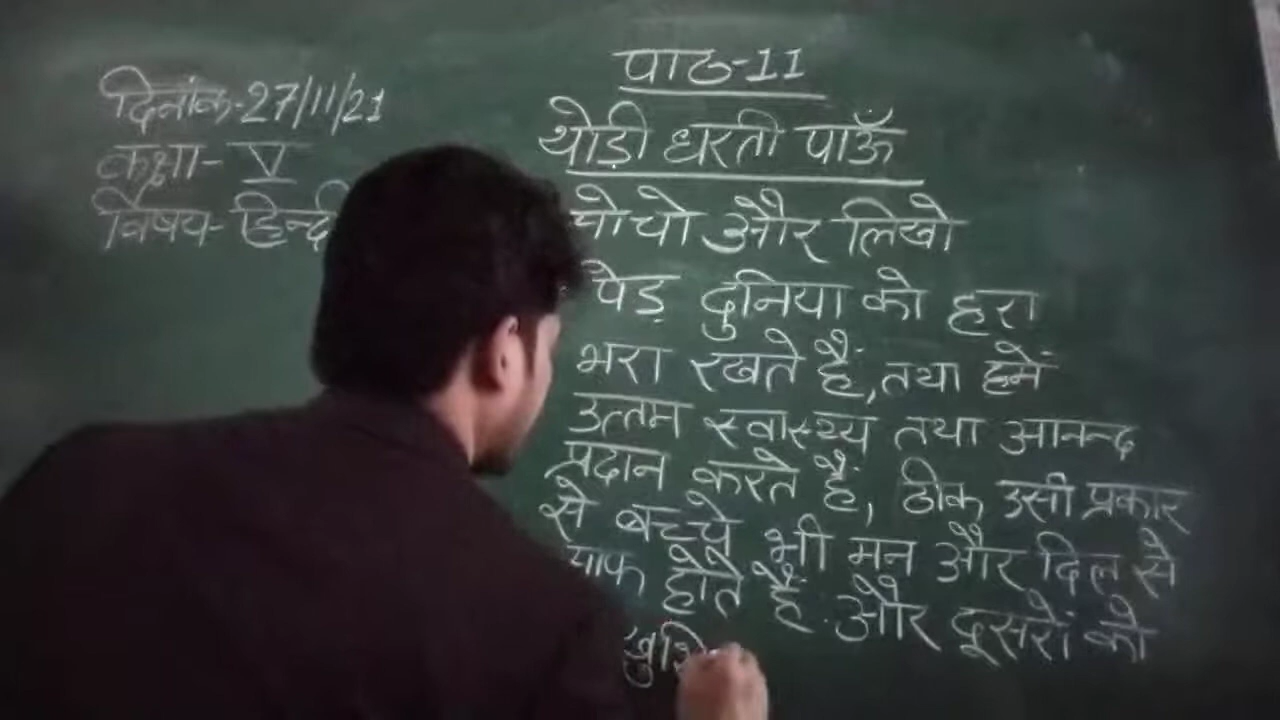 पाठ-11
दिनांक-27/11/21
कक्षा- V
विषय- हिन्दी
थोड़ी धरती पाऊँ
सोचो और लिखो
पेड़ दुनिया को हरा
भरा रखते हैं, तथा हमें
उत्तम स्वास्थ्य तथा आनन्द
प्रदान करते हैं, ठीक उसी प्रकार
से बच्चे भी मन और दिल से
साफ होते हैं. और दूसरों को